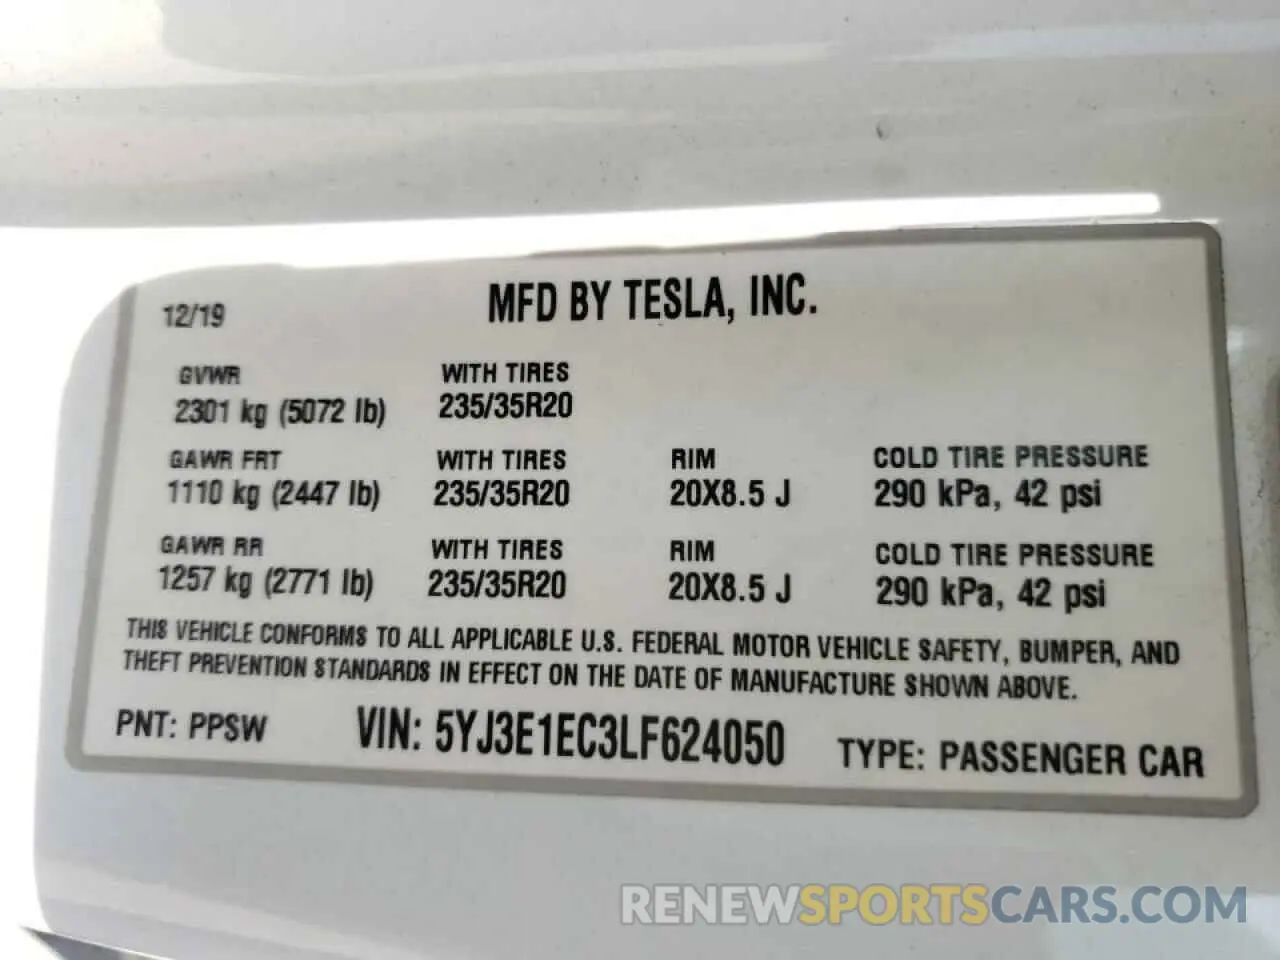 12/19 MFD BY TESLA, INC.
GVWR WITH TIRES
2301 kg (5072 lb) 235/35R20
GAWR FRT WITH TIRES RIM COLD TIRE PRESSURE
1110 kg (2447 lb) 235/35R20 20X8.5 J 290 kPa, 42 psi
GAWR RR WITH TIRES RIM COLD TIRE PRESSURE
1257 kg (2771 lb) 235/35R20 20X8.5 J 290 kPa, 42 psi
THIS VEHICLE CONFORMS TO ALL APPLICABLE U.S. FEDERAL MOTOR VEHICLE SAFETY, BUMPER, AND
THEFT PREVENTION STANDARDS IN EFFECT ON THE DATE OF MANUFACTURE SHOWN ABOVE.
PNT: PPSW VIN: 5YJ3E1EC3LF624050 TYPE: PASSENGER CAR
RENEWSPORTSCARS.COM